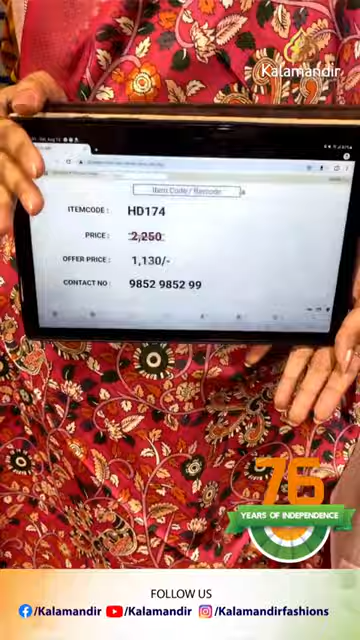 Kalamandir
Item Code / Barcode
ITEMCODE : HD174
PRICE : 2,250
OFFER PRICE : 1,130/-
CONTACT NO : 9852 9852 99
76
YEARS OF INDEPENDENCE
FOLLOW US
/Kalamandir /Kalamandir /Kalamandirfashions